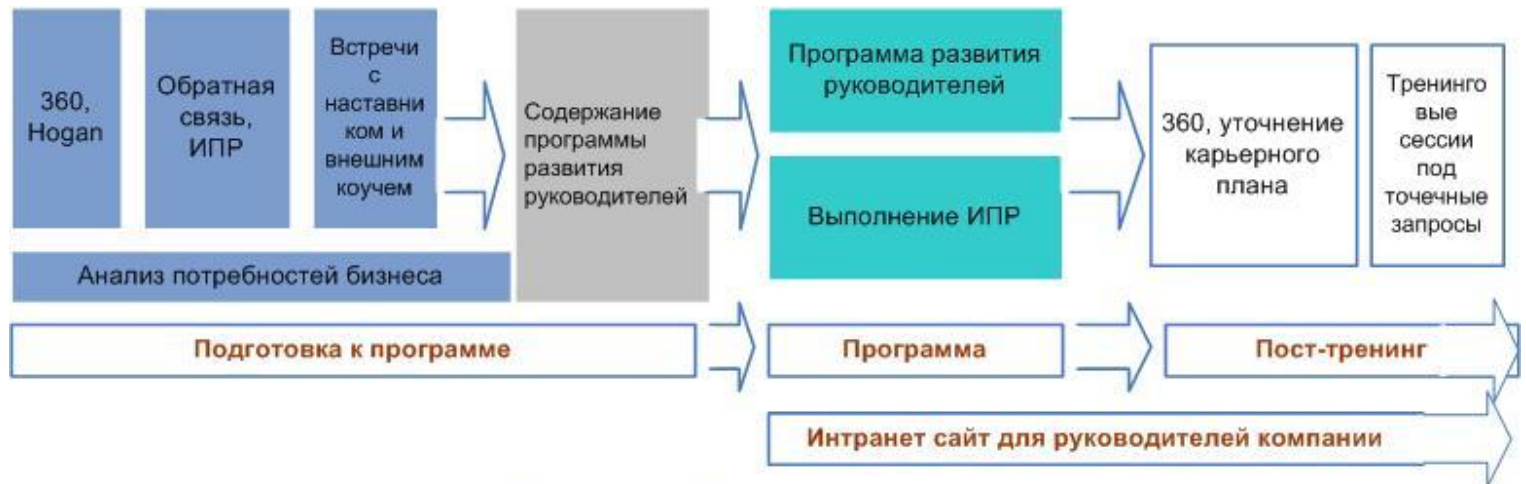 360,
Hogan
Обратная
связь,
ИПР
Встречи
с
наставни
ком и
внешним
коучем
Анализ потребностей бизнеса
Содержание
программы
развития
руководителей
Программа развития
руководителей
Выполнение ИПР
360, уточнение
карьерного
плана
Тренинго
вые
сессии
под
точечные
запросы
Подготовка к программе
Программа
Пост-тренинг
Интранет сайт для руководителей компании